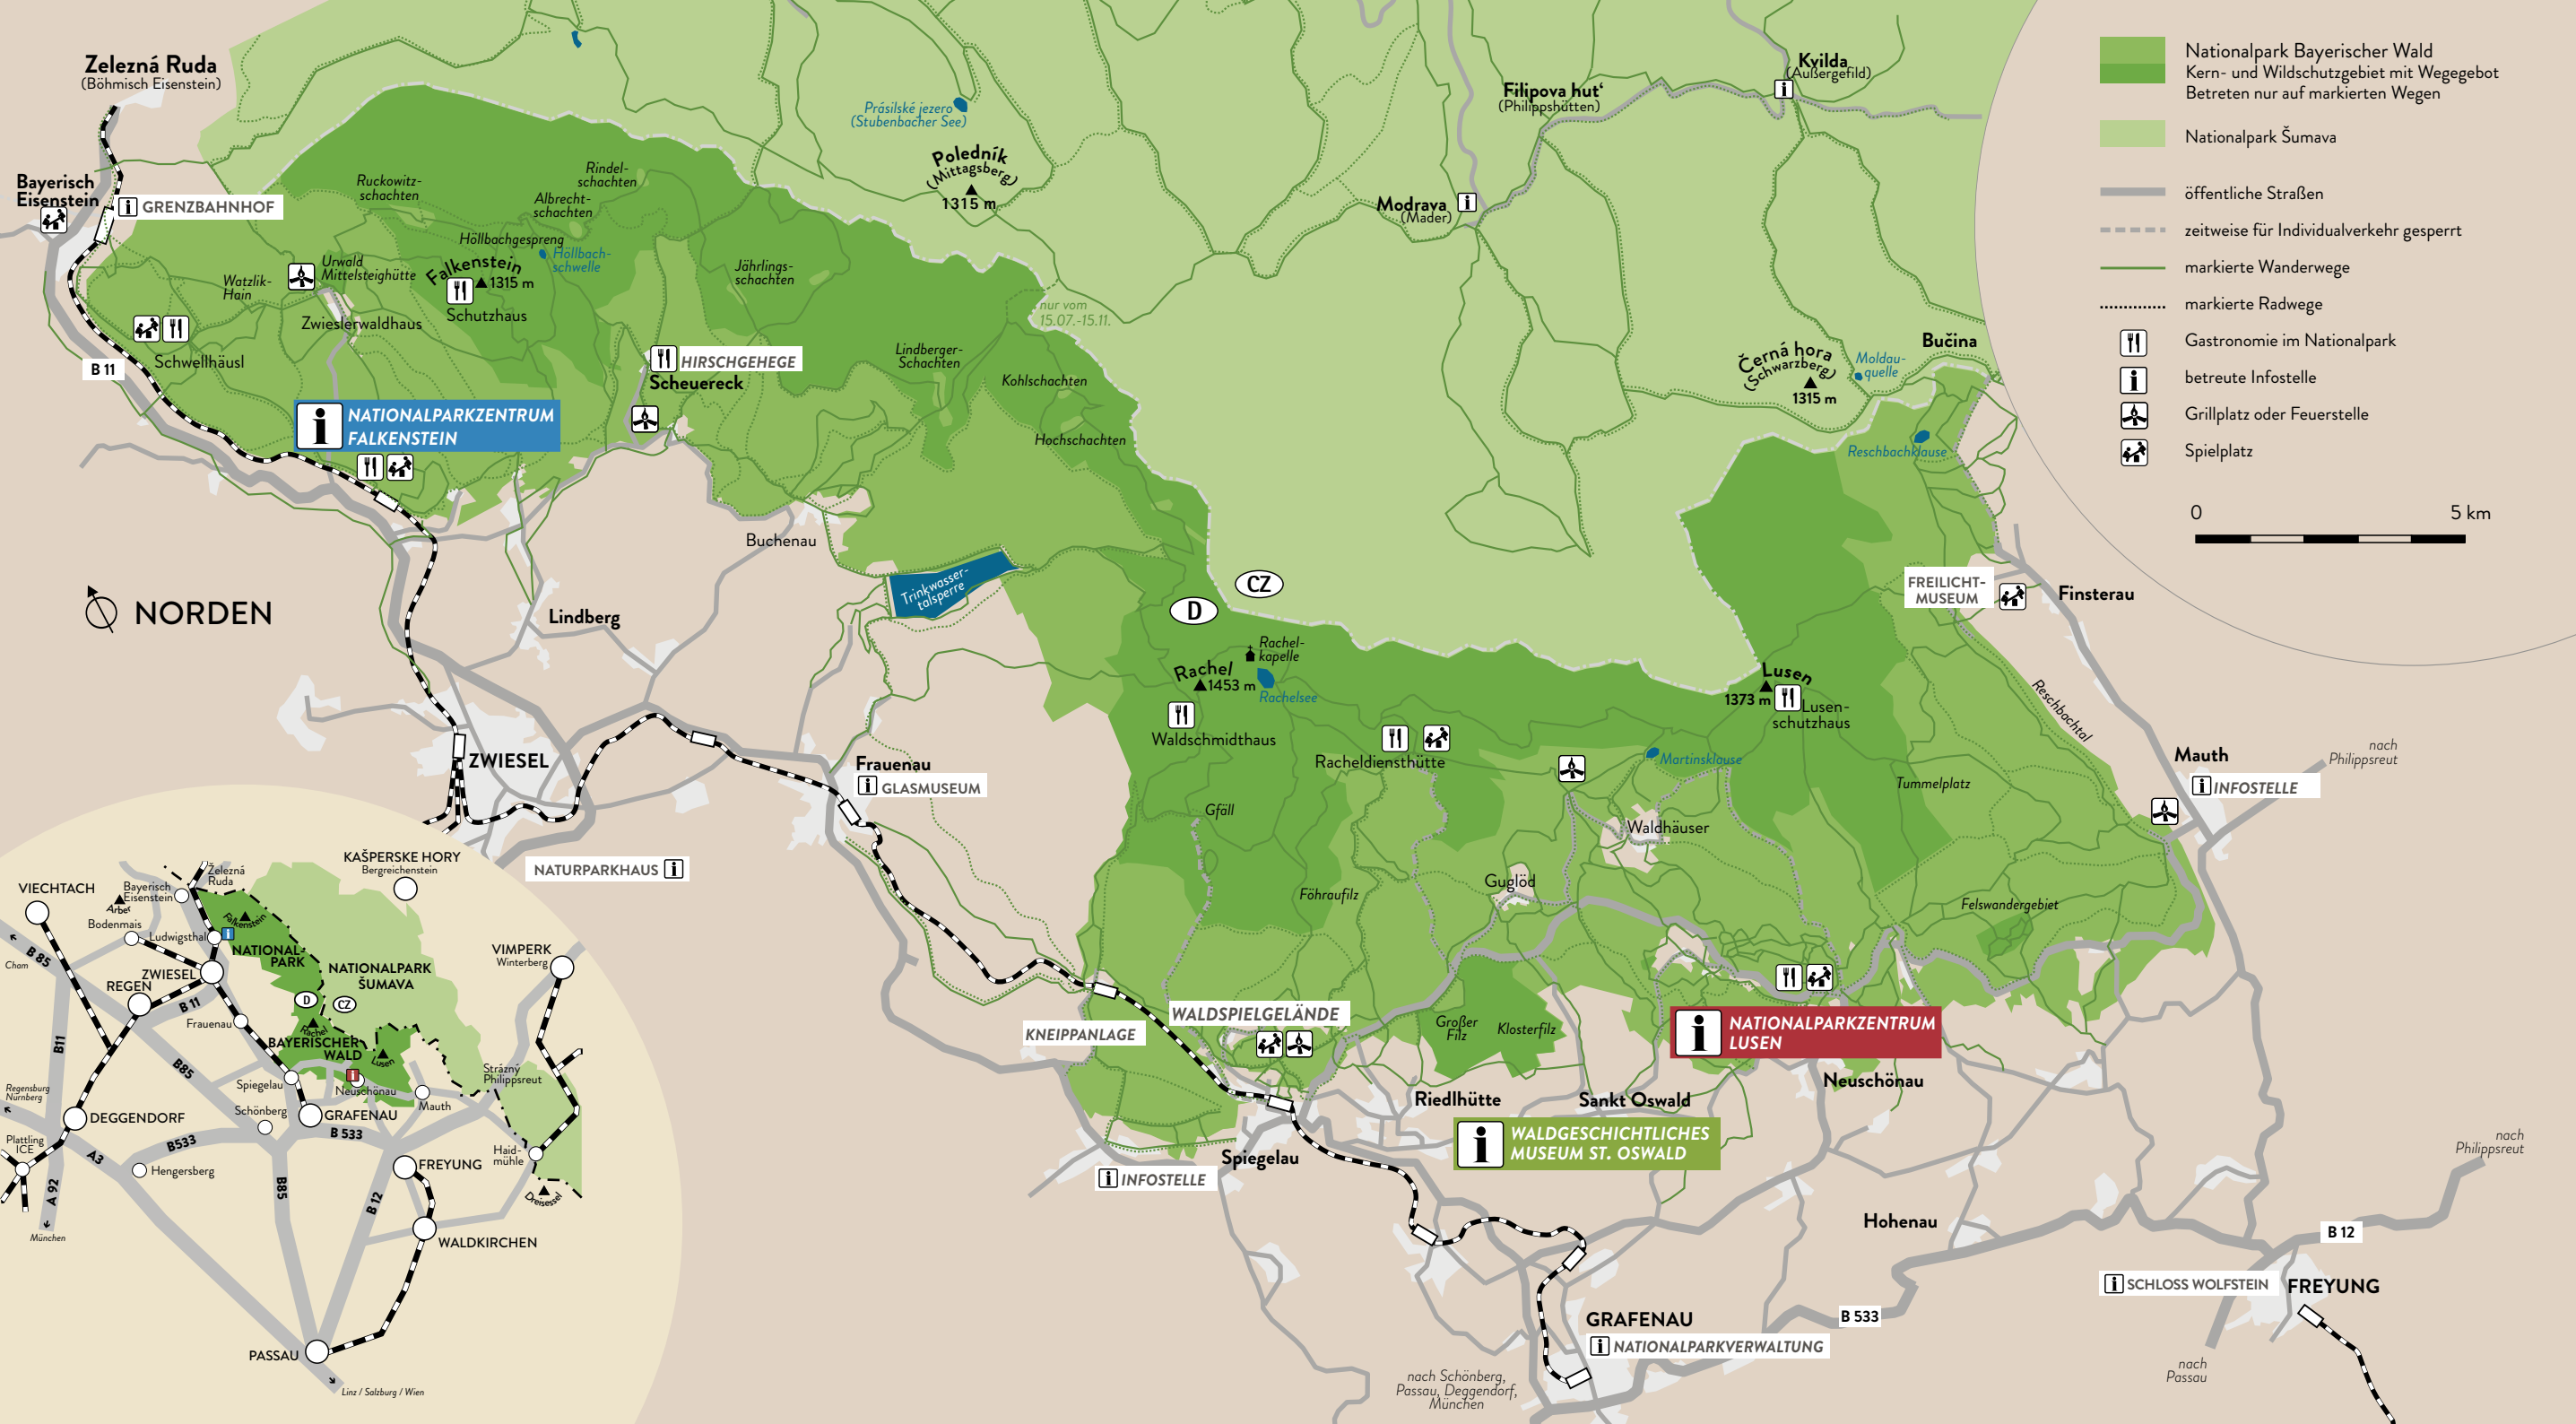 Zelezná Ruda
(Böhmisch Eisenstein)
Bayerisch
Eisenstein
GRENZBAHNHOF
Ruckowitz-
schachten
Rindel-
schachten
Albrecht-
schachten
Höllbachgespreng
Höllbach-
schwelle
Urwald
Mittelsteighütte
Watzlik-
Hain
Falkenstein
1315 m
Schutzhaus
Zwieslerwaldhaus
Schwellhäusl
B 11
Jährlings-
schachten
HIRSCHGEHEGE
Scheuereck
NATIONALPARKZENTRUM
FALKENSTEIN
Lindberger-
Schachten
Kohlschachten
Hochschachten
nur vom
15.07.-15.11.
Prásilské jezero
(Stubenbacher See)
Poledník
(Mittagsberg)
1315 m
Filipova hut‘
(Philippshütten)
Kvilda
(Außergefild)
Modrava
(Mader)
Černá hora
(Schwarzberg)
1315 m
Moldau-
quelle
Bučina
Reschbachklause
Nationalpark Bayerischer Wald
Kern- und Wildschutzgebiet mit Wegegebot
Betreten nur auf markierten Wegen
Nationalpark Šumava
öffentliche Straßen
zeitweise für Individualverkehr gesperrt
markierte Wanderwege
markierte Radwege
Gastronomie im Nationalpark
betreute Infostelle
Grillplatz oder Feuerstelle
Spielplatz
0
5 km
NORDEN
Buchenau
Trinkwasser-
talsperre
Lindberg
CZ
D
Rachel-
kapelle
Rachel
1453 m
Rachelsee
Waldschmidthaus
Racheldiensthütte
Lusen
1373 m
Lusen-
schutzhaus
Martinsklause
FREILICHT-
MUSEUM
Finsterau
Reschbachtal
Mauth
INFOSTELLE
nach
Philippsreut
ZWIESEL
NATURPARKHAUS
Frauenau
GLASMUSEUM
Gfäll
Föhraufilz
Guglöd
Waldhäuser
Tummelplatz
Felswandergebiet
KNEIPPANLAGE
WALDSPIELGELÄNDE
Großer
Filz
Klosterfilz
NATIONALPARKZENTRUM
LUSEN
Neuschönau
Riedlhütte
Sankt Oswald
WALDGESCHICHTLICHES
MUSEUM ST. OSWALD
Spiegelau
INFOSTELLE
Hohenau
GRAFENAU
NATIONALPARKVERWALTUNG
nach Schönberg,
Passau, Deggendorf,
München
B 533
B 12
nach
Philippsreut
SCHLOSS WOLFSTEIN
FREYUNG
nach
Passau
KAŠPERSKE HORY
Bergreichenstein
VIECHTACH
Železná
Ruda
Bayerisch
Eisenstein
Arber
Bodenmais
Falkenstein
Ludwigsthal
NATIONAL-
PARK
NATIONALPARK
ŠUMAVA
VIMPERK
Winterberg
B 85
Cham
ZWIESEL
REGEN
B 11
D
CZ
Frauenau
Rachel
BAYERISCHER
WALD
Lusen
B11
B85
Spiegelau
Neuschönau
Mauth
Strázný
Philippsreut
Regensburg
Nürnberg
DEGGENDORF
Schönberg
GRAFENAU
B 533
B533
Plattling
ICE
A3
Hengersberg
FREYUNG
Haid-
mühle
A 92
B85
B 12
Dreisessel
München
WALDKIRCHEN
PASSAU
Linz / Salzburg / Wien